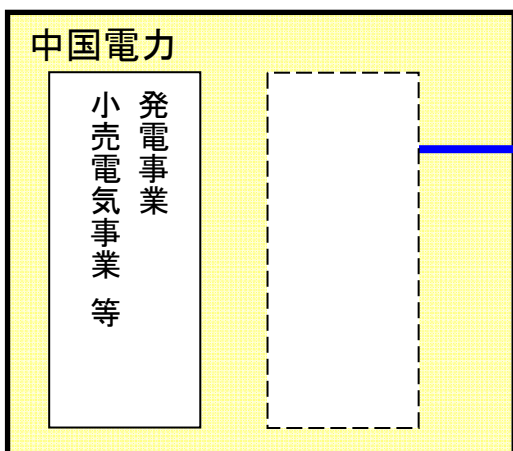 中国電力
発電事業
小売電気事業 等